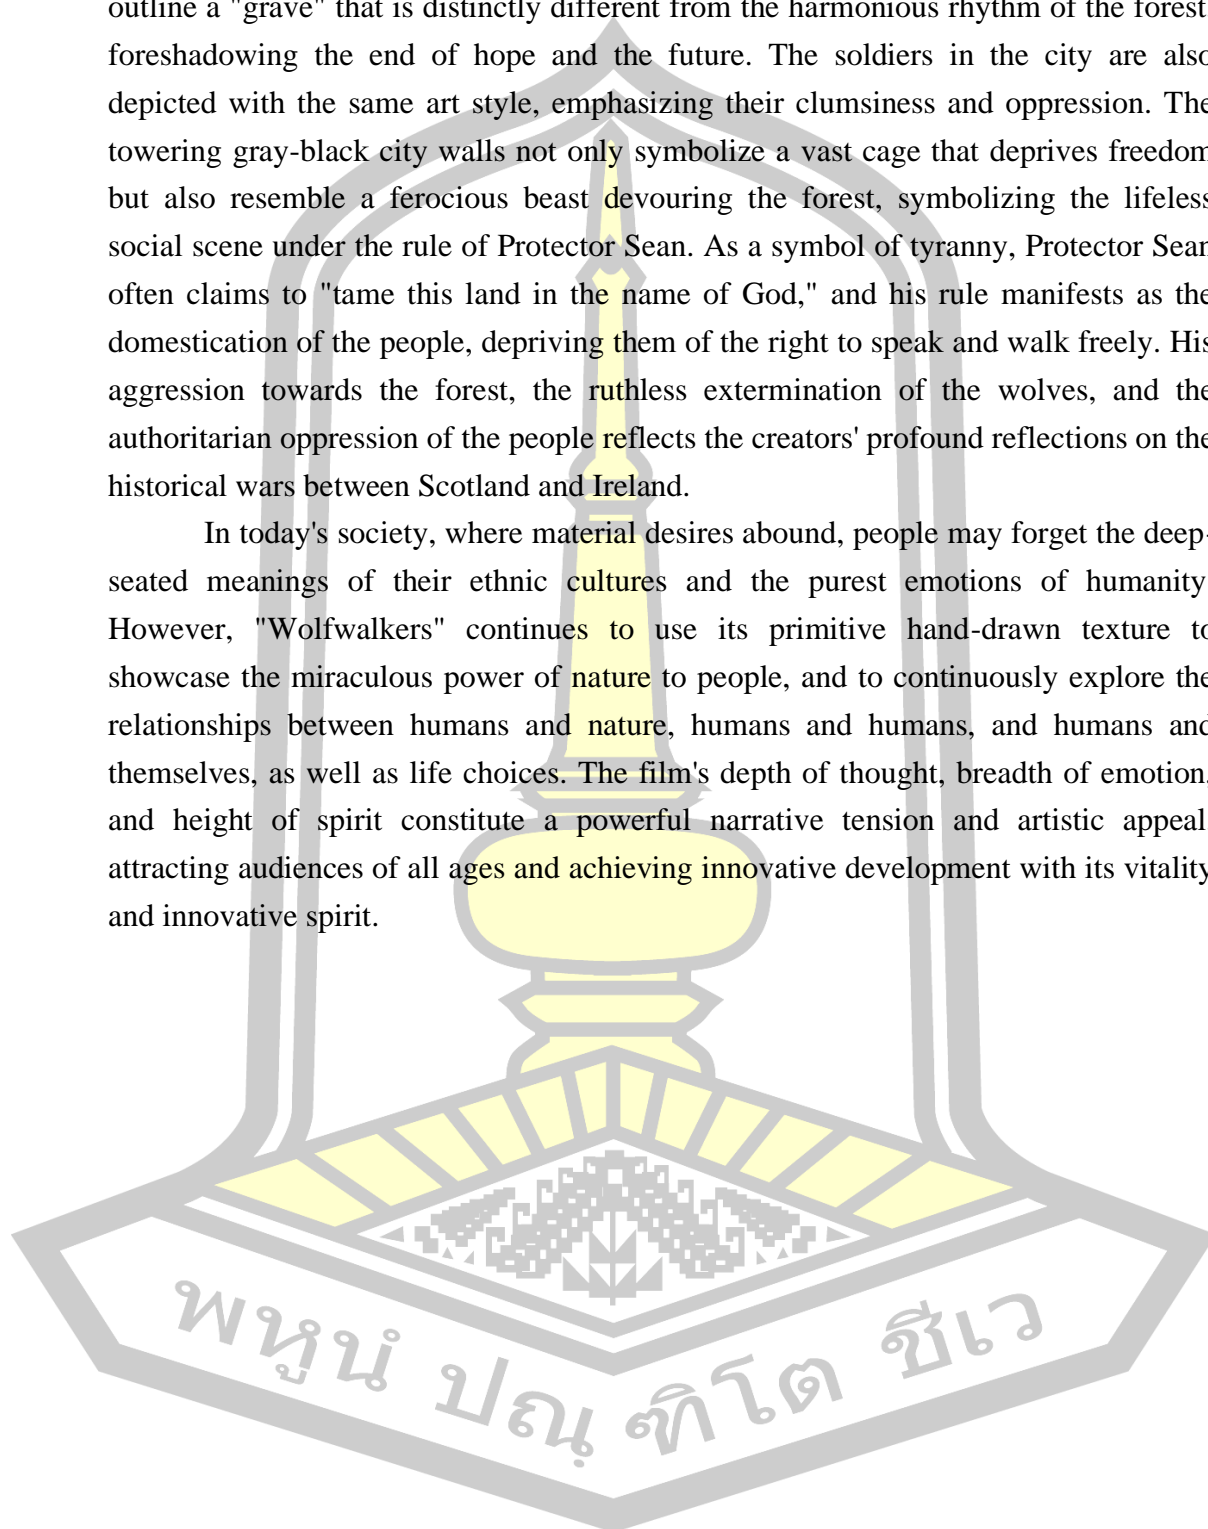 outline a "grave" that is distinctly different from the harmonious rhythm of the forest,
foreshadowing the end of hope and the future. The soldiers in the city are also
depicted with the same art style, emphasizing their clumsiness and oppression. The
towering gray-black city walls not only symbolize a vast cage that deprives freedom
but also resemble a ferocious beast devouring the forest, symbolizing the lifeless
social scene under the rule of Protector Sean. As a symbol of tyranny, Protector Sean
often claims to "tame this land in the name of God," and his rule manifests as the
domestication of the people, depriving them of the right to speak and walk freely. His
aggression towards the forest, the ruthless extermination of the wolves, and the
authoritarian oppression of the people reflects the creators' profound reflections on the
historical wars between Scotland and Ireland.
In today's society, where material desires abound, people may forget the deep-
seated meanings of their ethnic cultures and the purest emotions of humanity.
However, "Wolfwalkers" continues to use its primitive hand-drawn texture to
showcase the miraculous power of nature to people, and to continuously explore the
relationships between humans and nature, humans and humans, and humans and
themselves, as well as life choices. The film's depth of thought, breadth of emotion,
and height of spirit constitute a powerful narrative tension and artistic appeal,
attracting audiences of all ages and achieving innovative development with its vitality
and innovative spirit.
พหูนํ ปณฺฑิโต ชีเว